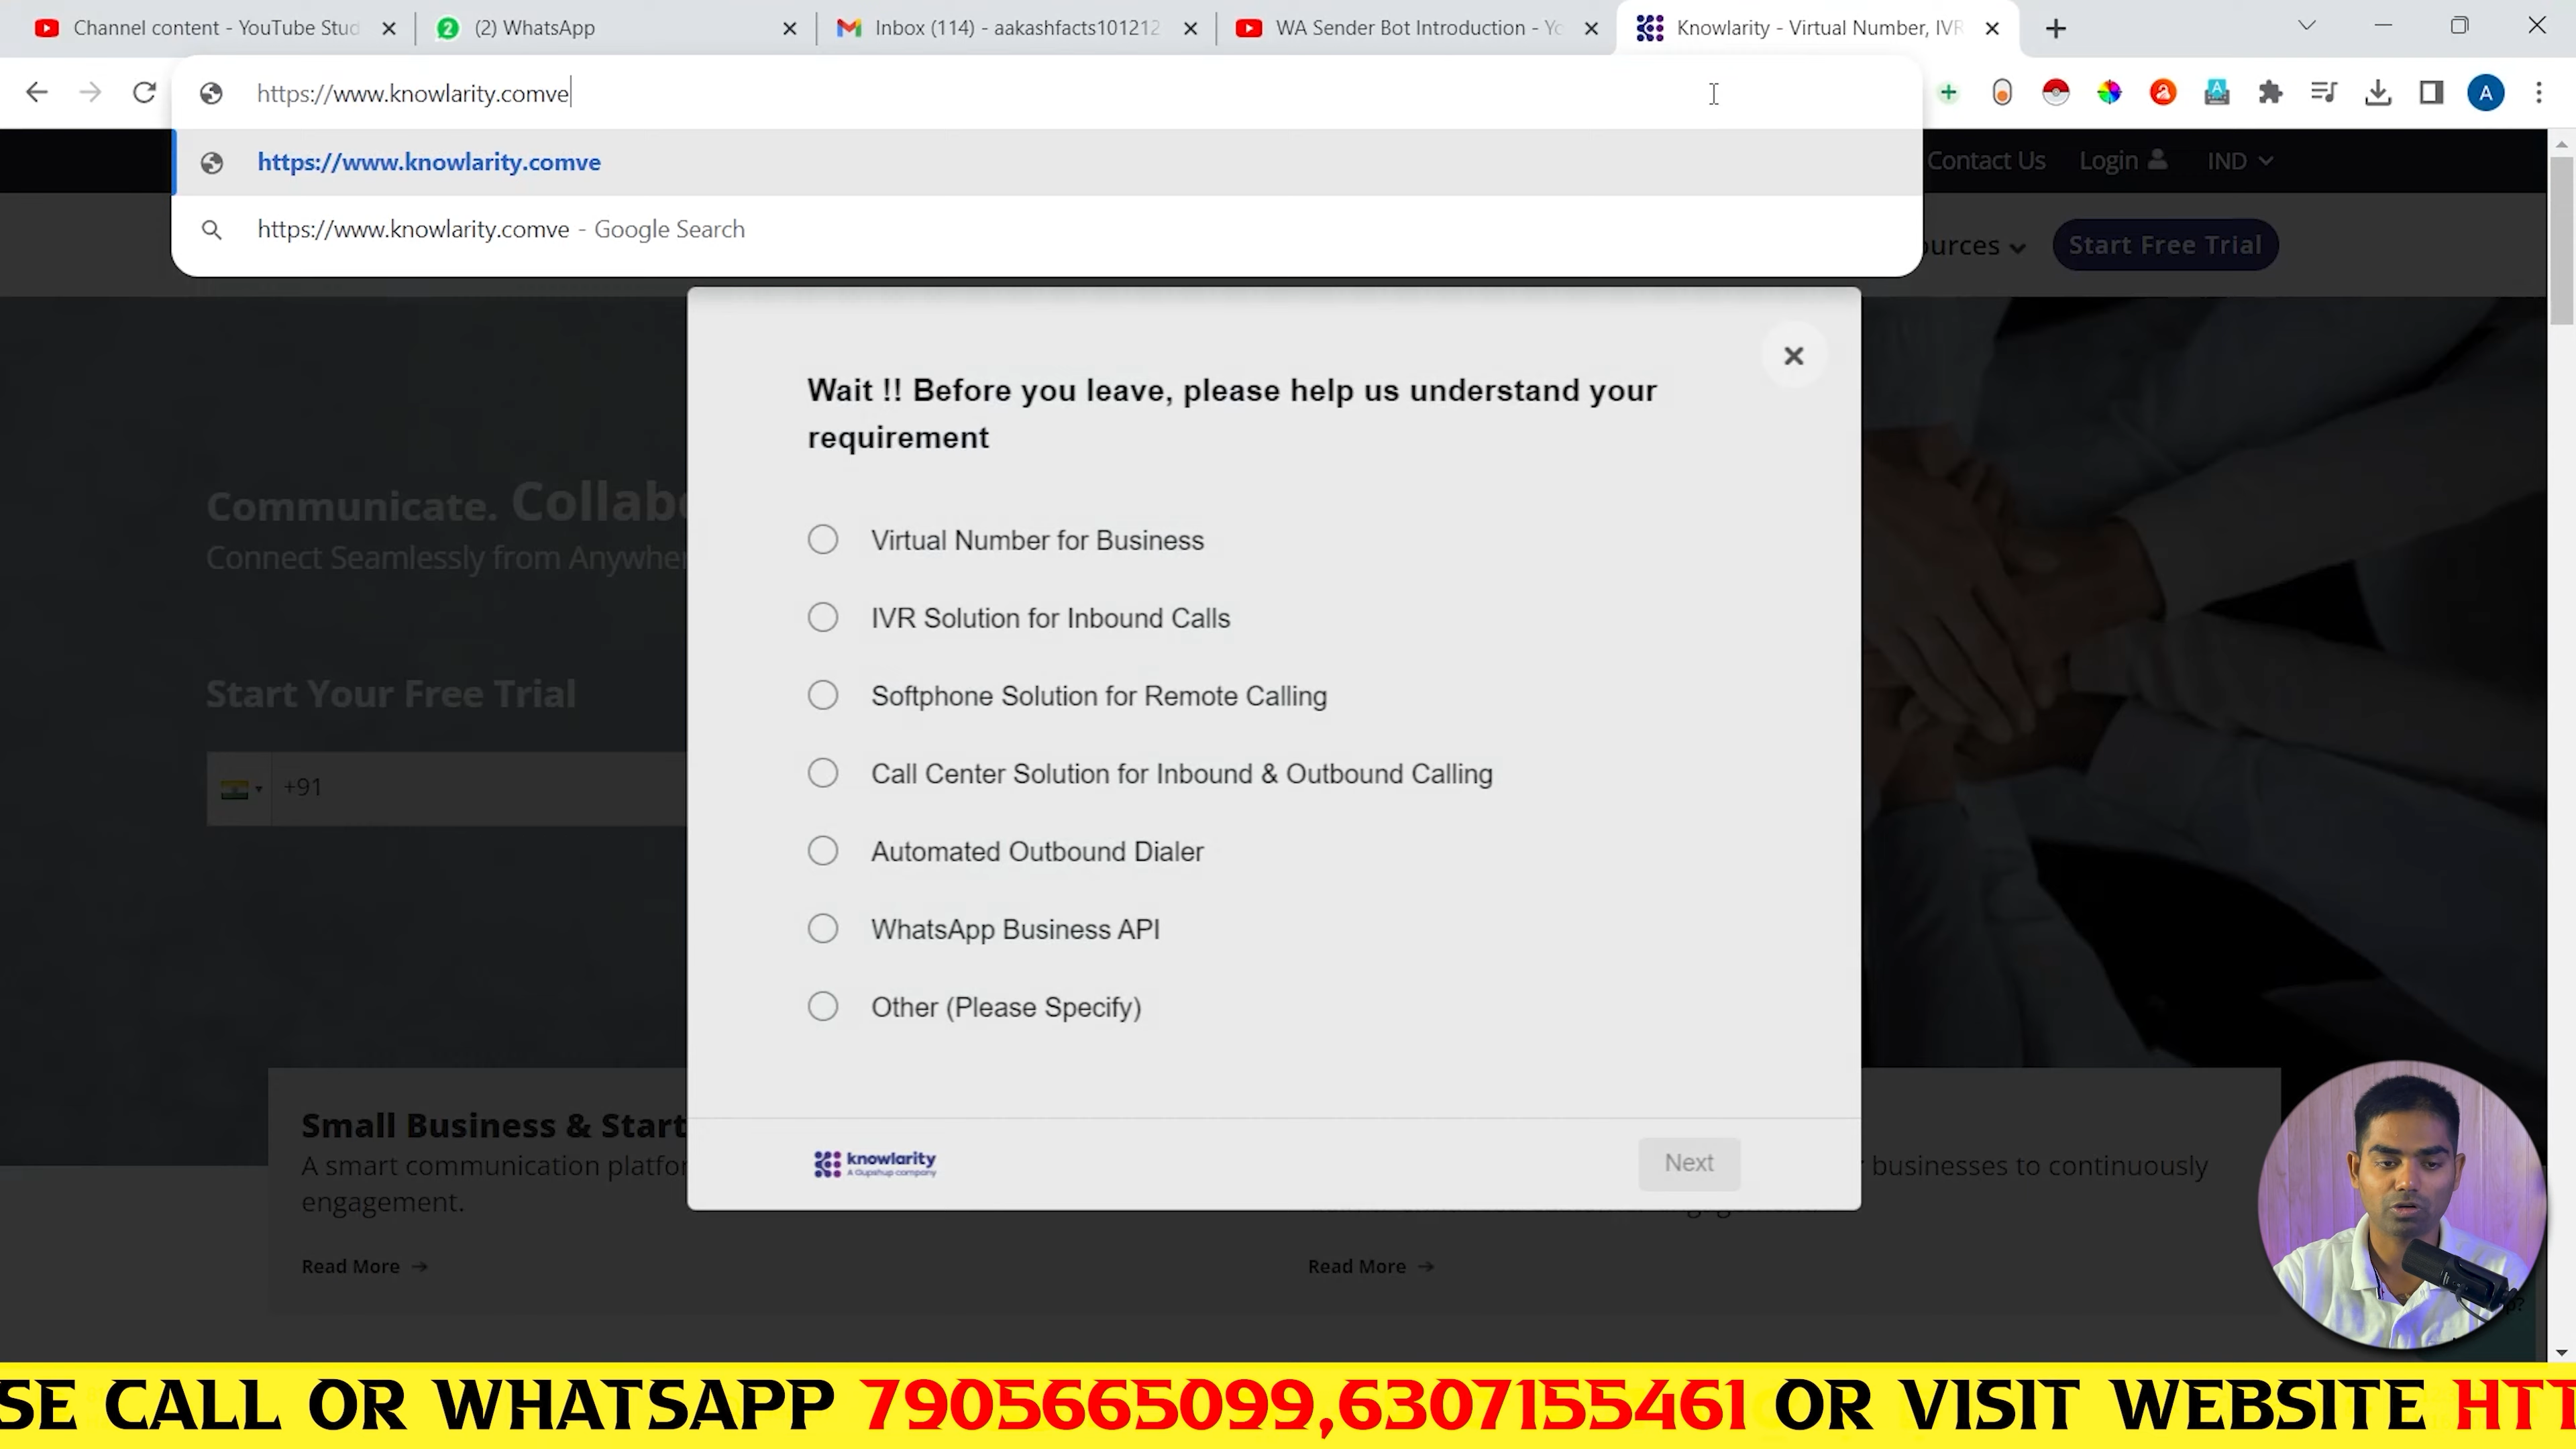 Channel content - YouTube Stud
(2) WhatsApp
Inbox (114) - aakashfacts101212
WA Sender Bot Introduction - Yo
Knowlarity - Virtual Number, IVR
https://www.knowlarity.comve
A
https://www.knowlarity.comve
https://www.knowlarity.comve - Google Search
Contact Us
Login
IND
ources
Start Free Trial
Wait !! Before you leave, please help us understand your
requirement
Virtual Number for Business
IVR Solution for Inbound Calls
Softphone Solution for Remote Calling
Call Center Solution for Inbound & Outbound Calling
Automated Outbound Dialer
WhatsApp Business API
Other (Please Specify)
knowlarity
A Gupshup company
Next
Communicate. Collabo
Connect Seamlessly from Anywher
Start Your Free Trial
+91
Small Business & Start
A smart communication platfor
engagement.
Read More
businesses to continuously
Read More
SE CALL OR WHATSAPP 7905665099,6307155461 OR VISIT WEBSITE HTT